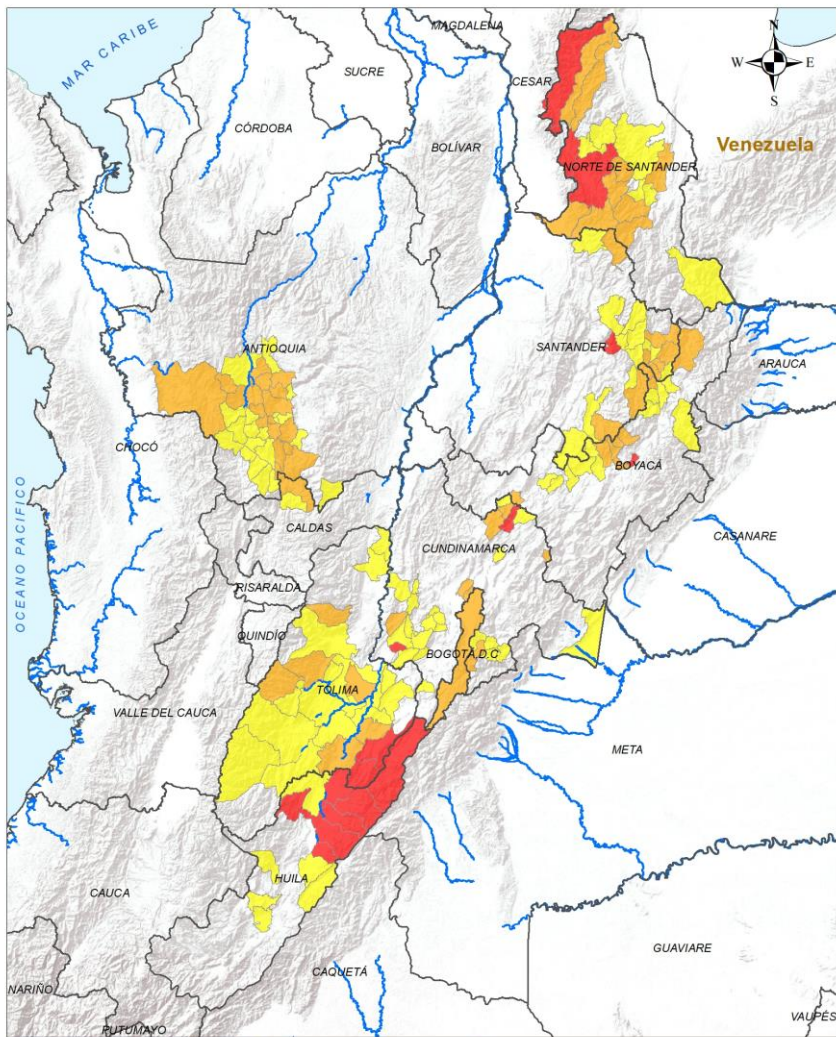 MAGDALENA
N
MAR CARIBE
SUCRE
CESAR
W
E
S
CÓRDOBA
BOLÍVAR
Venezuela
NORTE DE SANTANDER
ANTIOQUIA
SANTANDER
ARAUCA
CHOCÓ
BOYACÁ
OCEANO PACIFICO
CALDAS
CUNDINAMARCA
CASANARE
RISARALDA
QUINDÍO
BOGOTÁ D.C
TOLIMA
VALLE DEL CAUCA
META
HUILA
CAUCA
GUAVIARE
CAQUETÁ
NARIÑO
VAUPÉS
PUTUMAYO